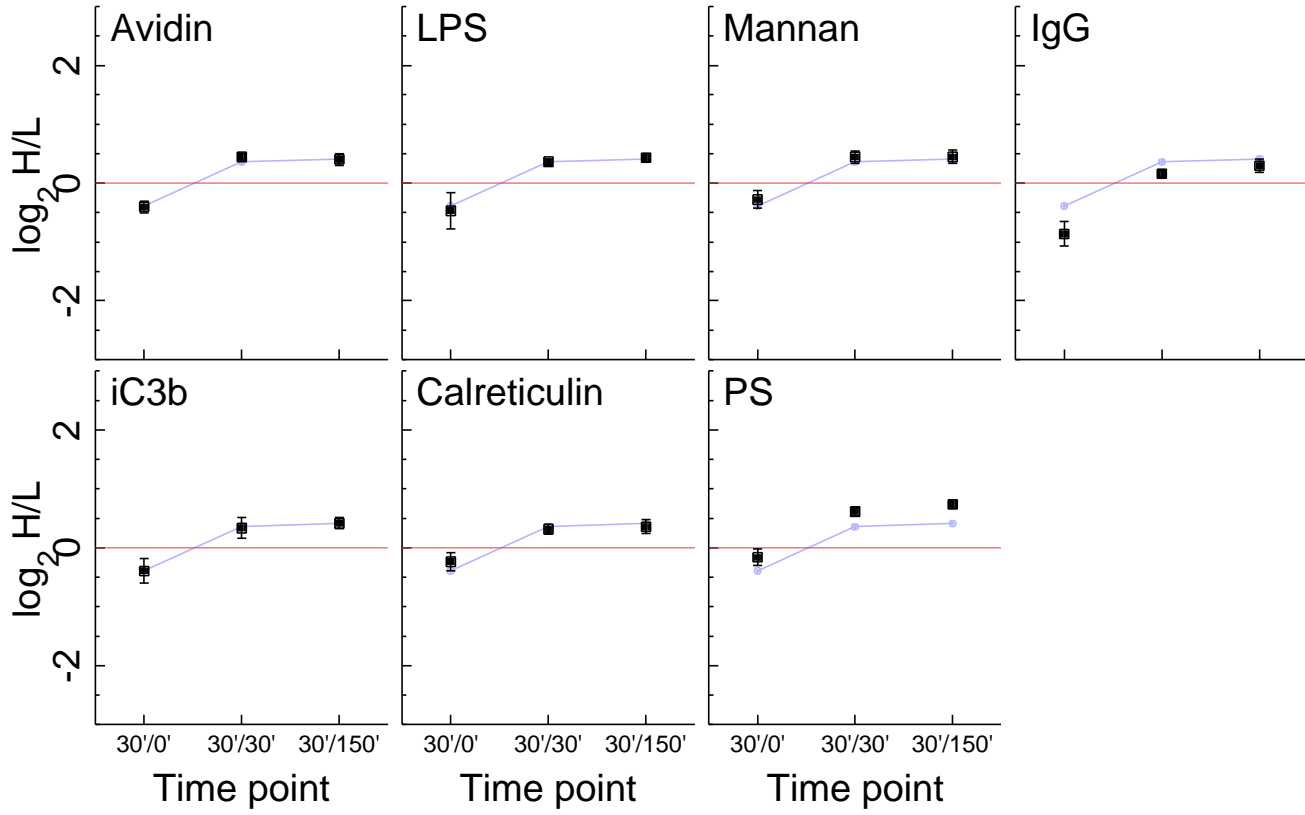 Avidin LPS Mannan IgG
2
0
-2
log2 H/L
iC3b Calreticulin PS
2
0
-2
log2 H/L
30'/0' 30'/30' 30'/150' 30'/0' 30'/30' 30'/150' 30'/0' 30'/30' 30'/150'
Time point Time point Time point